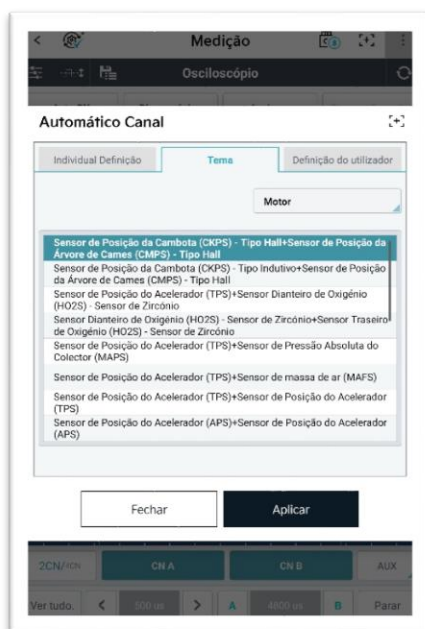 Medição
Osciloscópio
Automático Canal
Individual Definição
Tema
Definição do utilizador
Motor
Sensor de Posição da Cambota (CKPS) - Tipo Hall+Sensor de Posição da
Árvore de Cames (CMPS) - Tipo Hall
Sensor de Posição da Cambota (CKPS) - Tipo Indutivo+Sensor de Posição
da Árvore de Cames (CMPS) - Tipo Hall
Sensor de Posição do Acelerador (TPS)+Sensor Dianteiro de Oxigénio
(HO2S) - Sensor de Zircónio
Sensor Dianteiro de Oxigénio (HO2S) - Sensor de Zircónio+Sensor Traseiro
de Oxigénio (HO2S) - Sensor de Zircónio
Sensor de Posição do Acelerador (TPS)+Sensor de Pressão Absoluta do
Colector (MAPS)
Sensor de Posição do Acelerador (TPS)+Sensor de massa de ar (MAFS)
Sensor de Posição do Acelerador (TPS)+Sensor de Posição do Acelerador
(TPS)
Sensor de Posição do Acelerador (APS)+Sensor de Posição do Acelerador
(APS)
Fechar
Aplicar
2CN/4CN
CN A
CN B
AUX
Ver tudo.
500 us
A
4800 us
B
Parar